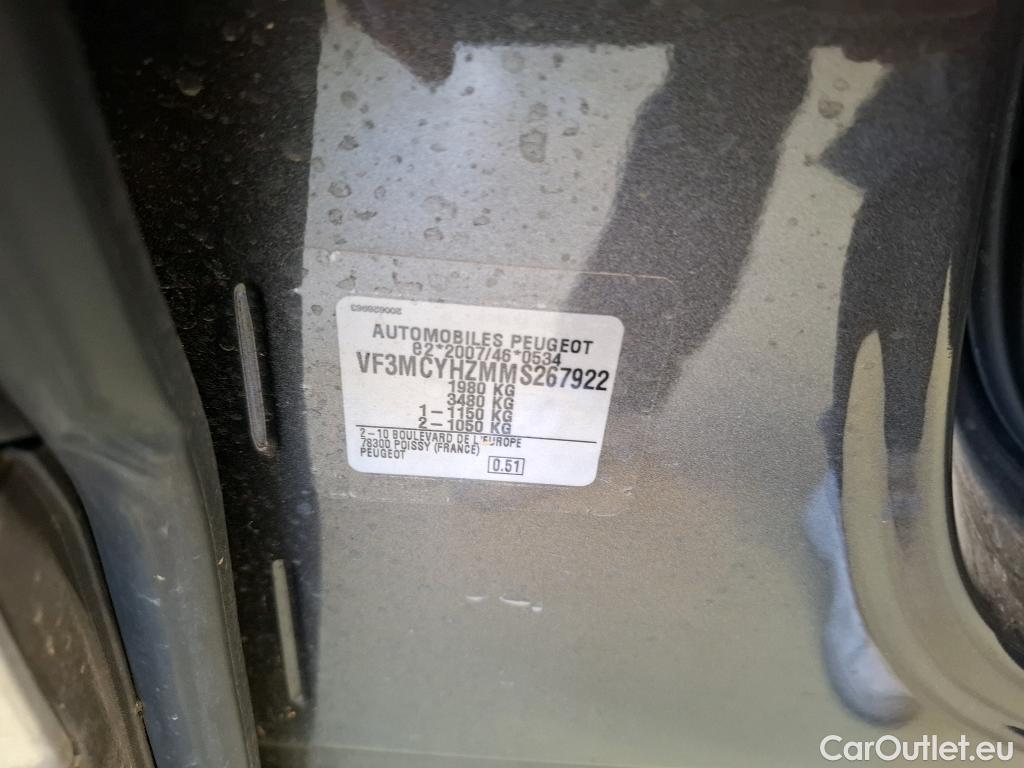 2006266963
AUTOMOBILES PEUGEOT
e2*2007/46*0534
VF3MCYHZMMS267922
1980 KG
3480 KG
1-1150 KG
2-1050 KG
2-10 BOULEVARD DE L'EUROPE
78300 POISSY (FRANCE)
PEUGEOT
0.51
CarOutlet.eu